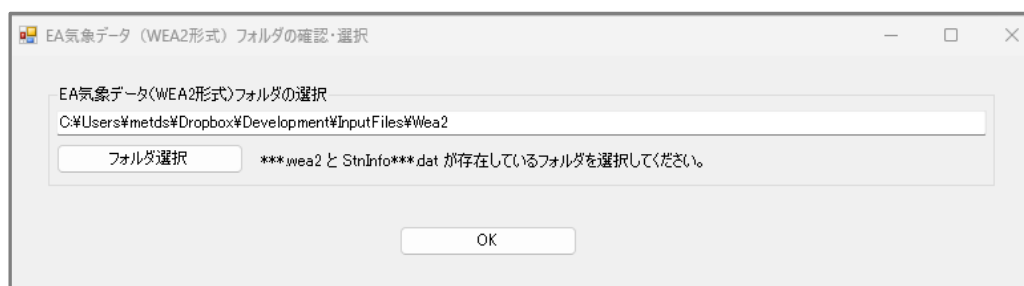 EA気象データ（WEA2形式）フォルダの確認・選択
EA気象データ(WEA2形式)フォルダの選択
C:¥Users¥metds¥Dropbox¥Development¥InputFiles¥Wea2
フォルダ選択 ***.wea2 と StnInfo***.dat が存在しているフォルダを選択してください。
OK